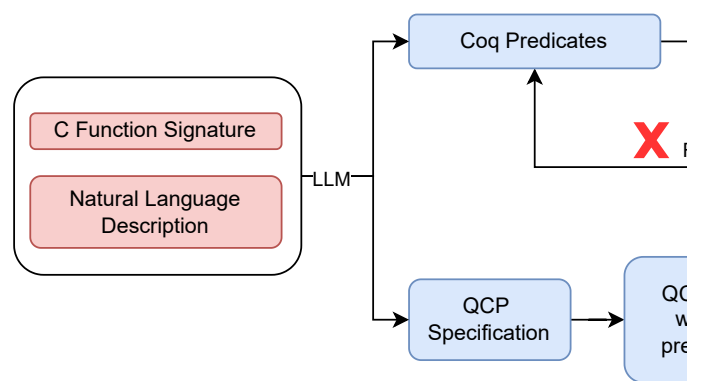 Coq Predicates
C Function Signature
Natural Language
Description
LLM
QCP
Specification